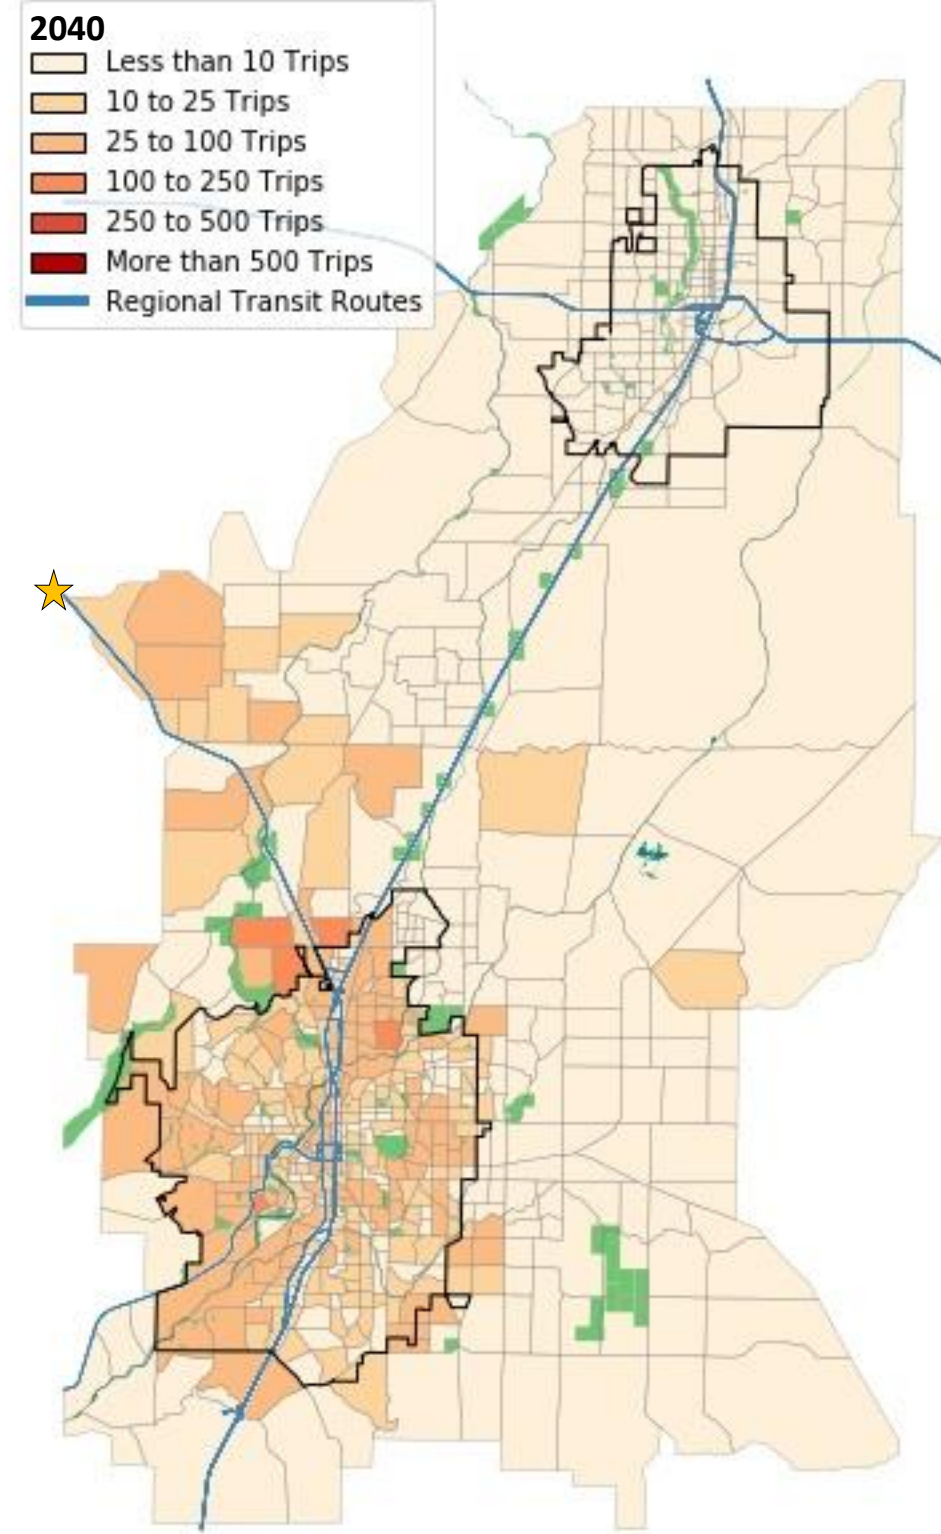 2040
Less than 10 Trips
10 to 25 Trips
25 to 100 Trips
100 to 250 Trips
250 to 500 Trips
More than 500 Trips
Regional Transit Routes